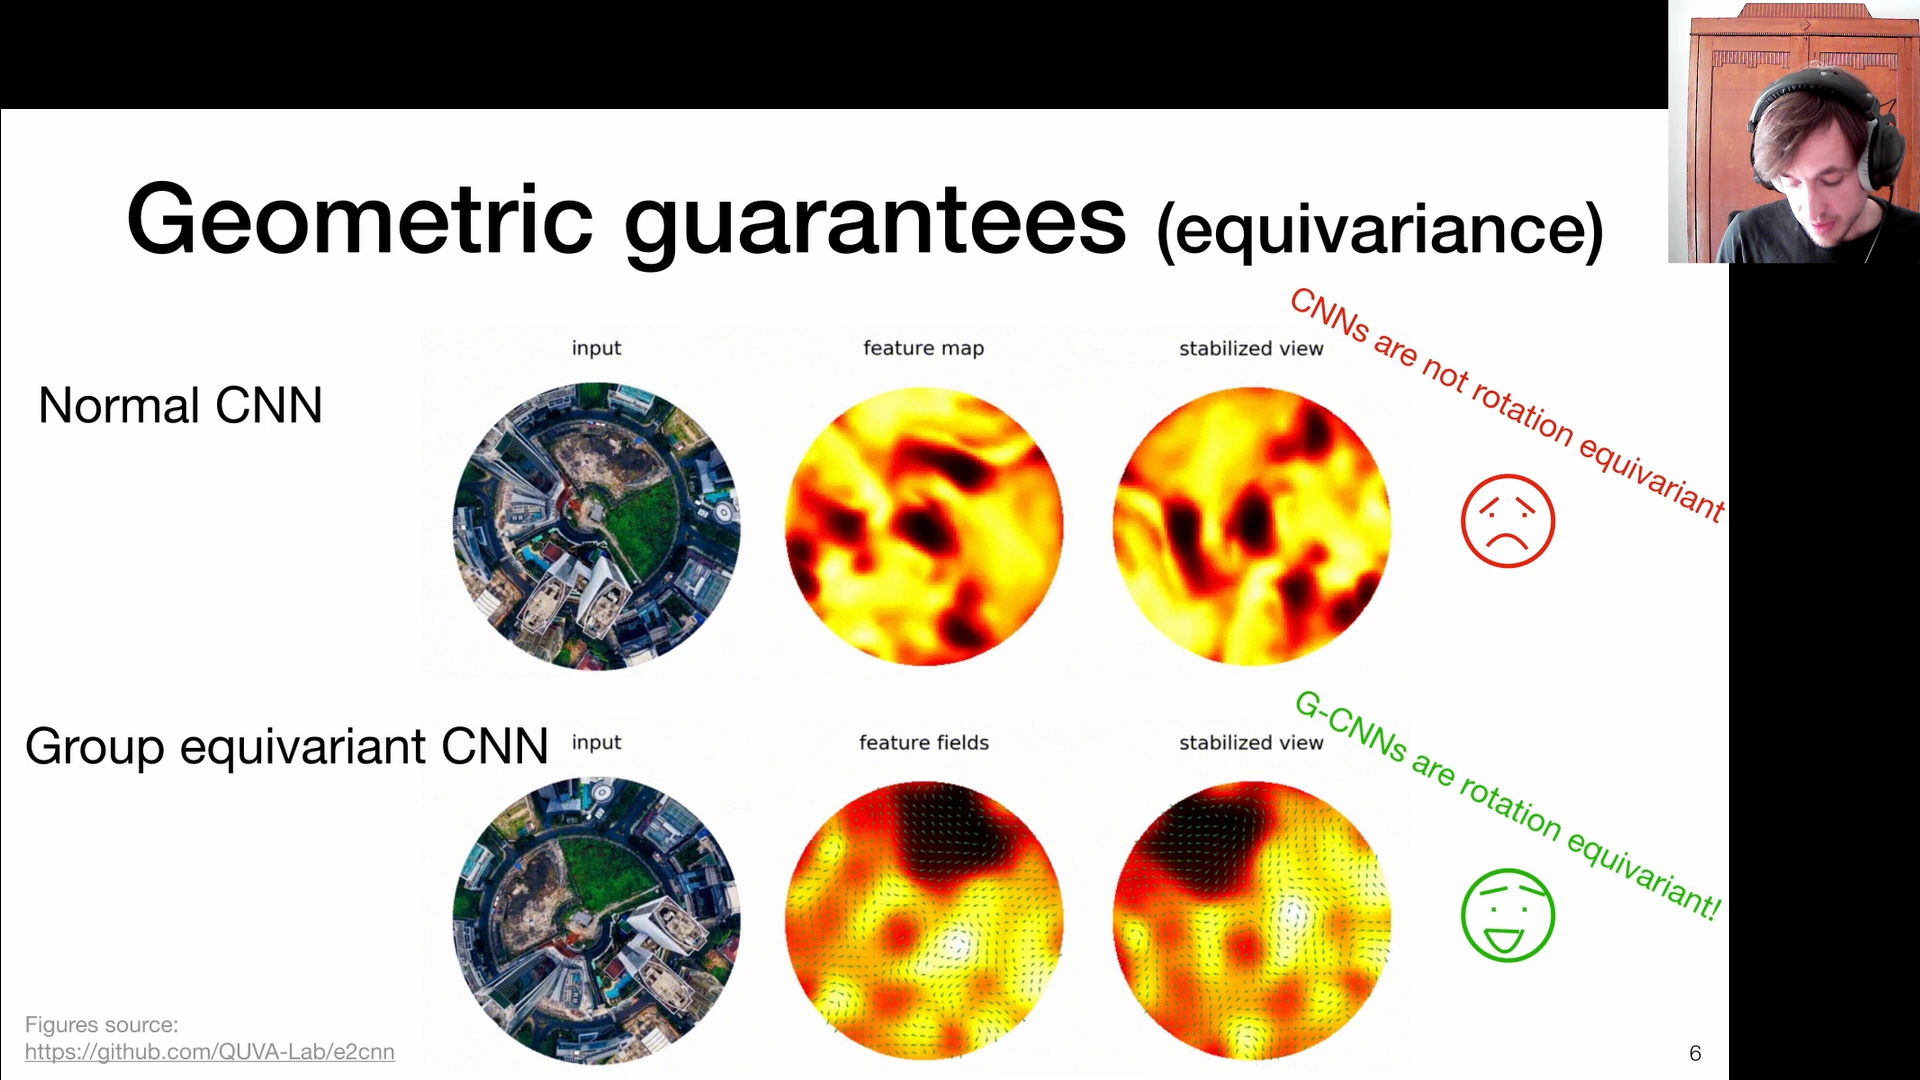 Geometric guarantees (equivariance)
CNNs are not rotation equivariant
input
feature map
stabilized view
Normal CNN
G-CNNs are rotation equivariant!
Group equivariant CNN
input
feature fields
stabilized view
Figures source:
https://github.com/QUVA-Lab/e2cnn
6